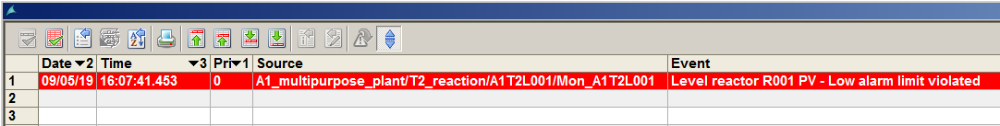 Date 2 Time 3 Pri 1 Source Event
1 09/05/19 16:07:41.453 0 A1_multipurpose_plant/T2_reaction/A1T2L001/Mon_A1T2L001 Level reactor R001 PV - Low alarm limit violated
2
3